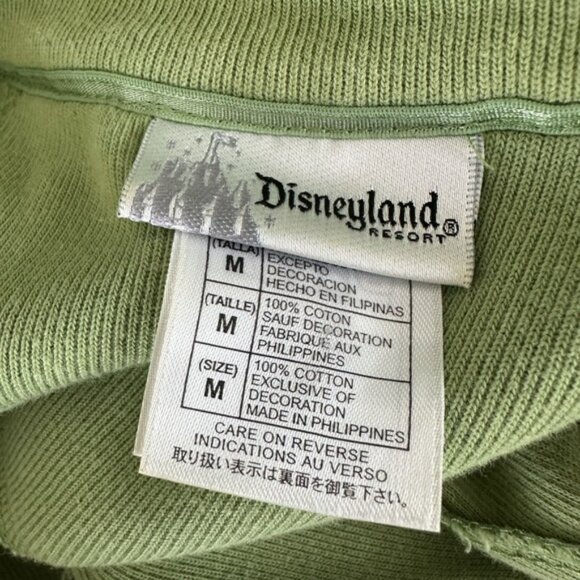 Disneyland®
RESORT
(TALLA)
M
EXCEPTO
DECORACION
HECHO EN FILIPINAS
(TAILLE)
M
100% COTON
SAUF DECORATION
FABRIQUE AUX
PHILIPPINES
(SIZE)
M
100% COTTON
EXCLUSIVE OF
DECORATION
MADE IN PHILIPPINES
CARE ON REVERSE
INDICATIONS AU VERSO
取り扱い表示は裏面を御覧下さい。